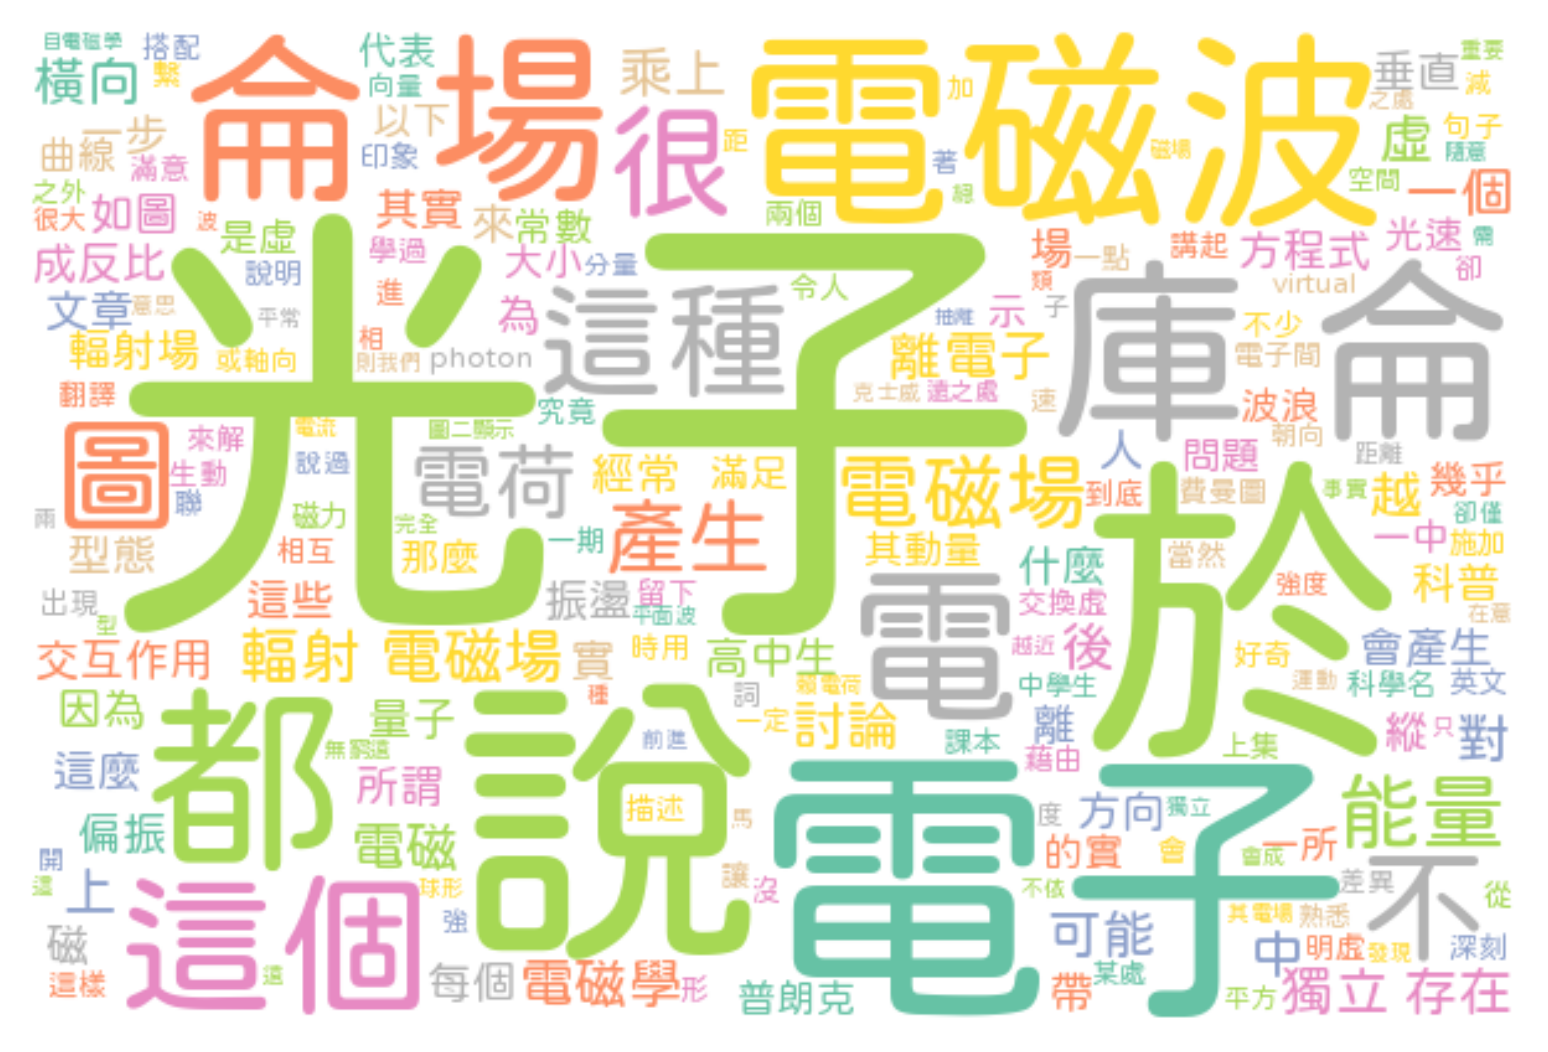 目電磁學 搭配 代表 侖場 乘上 電磁波 垂直 重要
橫向 繫 向量 加 減 之處
一步 以下 很 距 虛 句子
曲線 滿意 印象 著 磁場 隨意
之外 如圖 其實 兩個 總 空間 一個
很大 波 是虛 來 常數 場 講起 方程式 光速 需
成反比 學過 大小 分量 一點 卻
說明 光子 令人 類 virtual 庫侖
文章 意思 平常 進 為 這種 抽離 示 子 不少
輻射場 或軸向 相 則我們 photon 離電子 電子間
翻譯 究竟 克士威 遠之處 速 波浪
圖 來解 電流 圖二顯示 朝向
生動 說過 電荷 經常 滿足 電磁場 人 問題 距離
聯 到底 費曼圖 事實 越 幾乎
兩 磁力 完全 產生 於 卻僅
型態 相互 那麼 一期 其動量 什麼 當然 一中 施加
出現 這些 振盪 留下 電 交換虛 強度 科普
型 平面波 在意
交互作用 輻射 電磁場 實 時用 高中生 越近 後 好奇 會產生
種 詞 穎電荷 中學生 運動 科學名 英文
因為 都 量子 說 一定 討論 離 縱 只 對
無窮遠 前進 課本 藉由 上集
這麼 所謂 電子 能量
偏振 電磁 描述 馬 度 方向 獨立
開 的實 會 會成 一所
這 上 這個 球形 讓 沒 不依 差異 不 從
強 可能 其電場 熟悉
磁 中 明虛 發現 深刻
這樣 這 每個 電磁學 形 普朗克 帶 某處 平方 獨立 存在